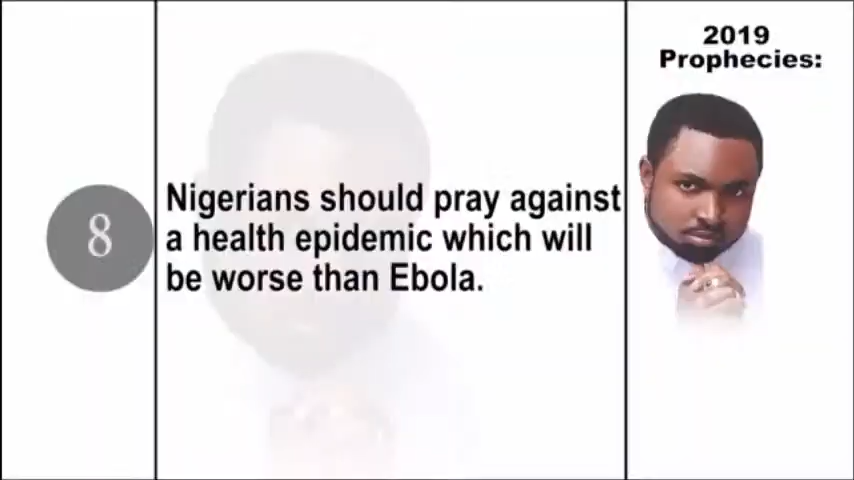 2019
Prophecies:
8
Nigerians should pray against
a health epidemic which will
be worse than Ebola.